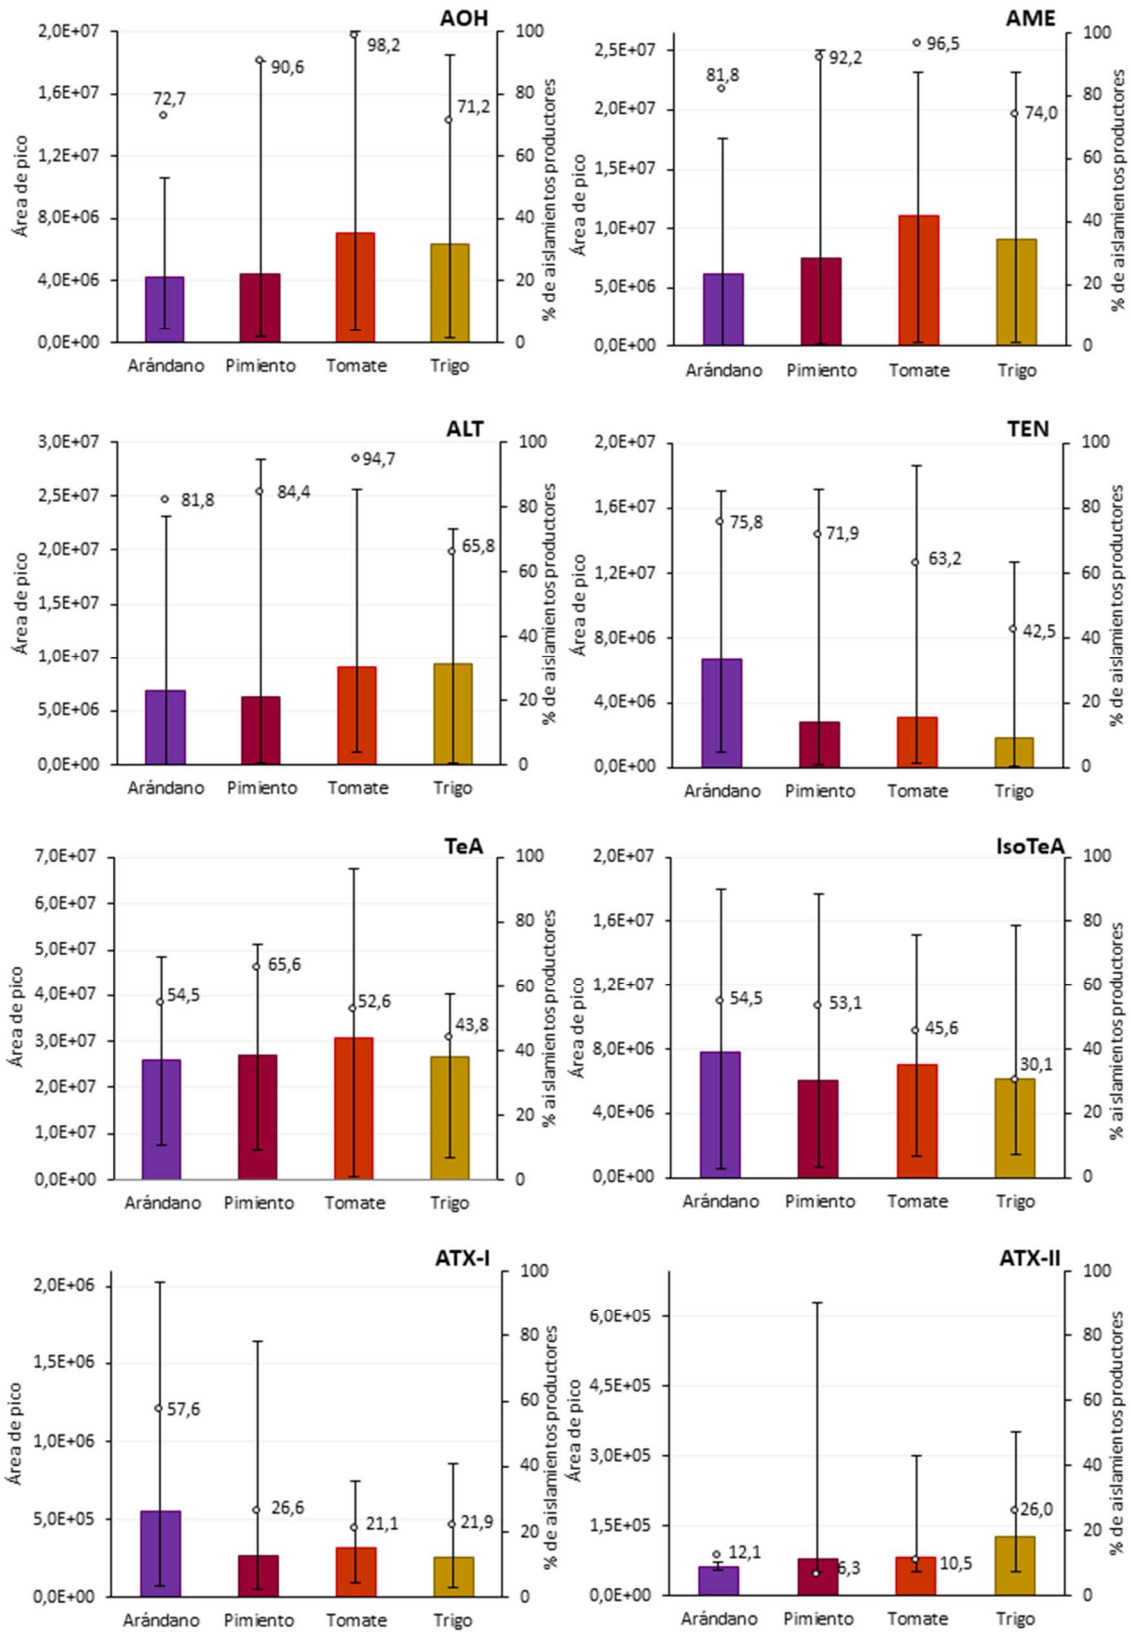 AOH
Área de pico
2,0E+07
1,6E+07
1,2E+07
8,0E+06
4,0E+06
0,0E+00
72,7
90,6
98,2
71,2
100
80
60
40
20
0
% de aislamientos productores
Arándano Pimiento Tomate Trigo
AME
Área de pico
2,5E+07
2,0E+07
1,5E+07
1,0E+07
5,0E+06
0,0E+00
81,8
92,2
96,5
74,0
100
80
60
40
20
0
% de aislamientos productores
Arándano Pimiento Tomate Trigo
ALT
Área de pico
3,0E+07
2,5E+07
2,0E+07
1,5E+07
1,0E+07
5,0E+06
0,0E+00
81,8
84,4
94,7
65,8
100
80
60
40
20
0
% de aislamientos productores
Arándano Pimiento Tomate Trigo
TEN
Área de pico
2,0E+07
1,6E+07
1,2E+07
8,0E+06
4,0E+06
0,0E+00
75,8
71,9
63,2
42,5
100
80
60
40
20
0
% de aislamientos productores
Arándano Pimiento Tomate Trigo
TeA
Área de pico
7,0E+07
6,0E+07
5,0E+07
4,0E+07
3,0E+07
2,0E+07
1,0E+07
0,0E+00
54,5
65,6
52,6
43,8
100
80
60
40
20
0
% aislamientos productores
Arándano Pimiento Tomate Trigo
IsoTeA
Área de pico
2,0E+07
1,6E+07
1,2E+07
8,0E+06
4,0E+06
0,0E+00
54,5
53,1
45,6
30,1
100
80
60
40
20
0
% aislamientos productores
Arándano Pimiento Tomate Trigo
ATX-I
Área de pico
2,0E+06
1,5E+06
1,0E+06
5,0E+05
0,0E+00
57,6
26,6
21,1
21,9
100
80
60
40
20
0
% de aislamientos productores
Arándano Pimiento Tomate Trigo
ATX-II
Área de pico
6,0E+05
4,5E+05
3,0E+05
1,5E+05
0,0E+00
12,1
6,3
10,5
26,0
100
80
60
40
20
0
% de aislamientos productores
Arándano Pimiento Tomate Trigo